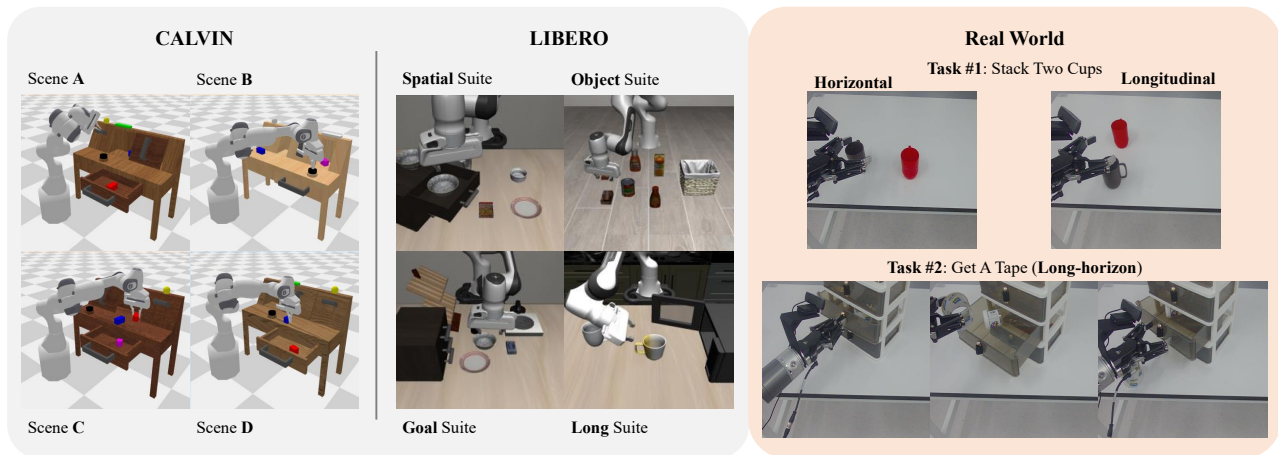 CALVIN
Scene A
Scene B
Scene C
Scene D
LIBERO
Spatial Suite
Object Suite
Goal Suite
Long Suite
Real World
Task #1: Stack Two Cups
Horizontal
Longitudinal
Task #2: Get A Tape (Long-horizon)